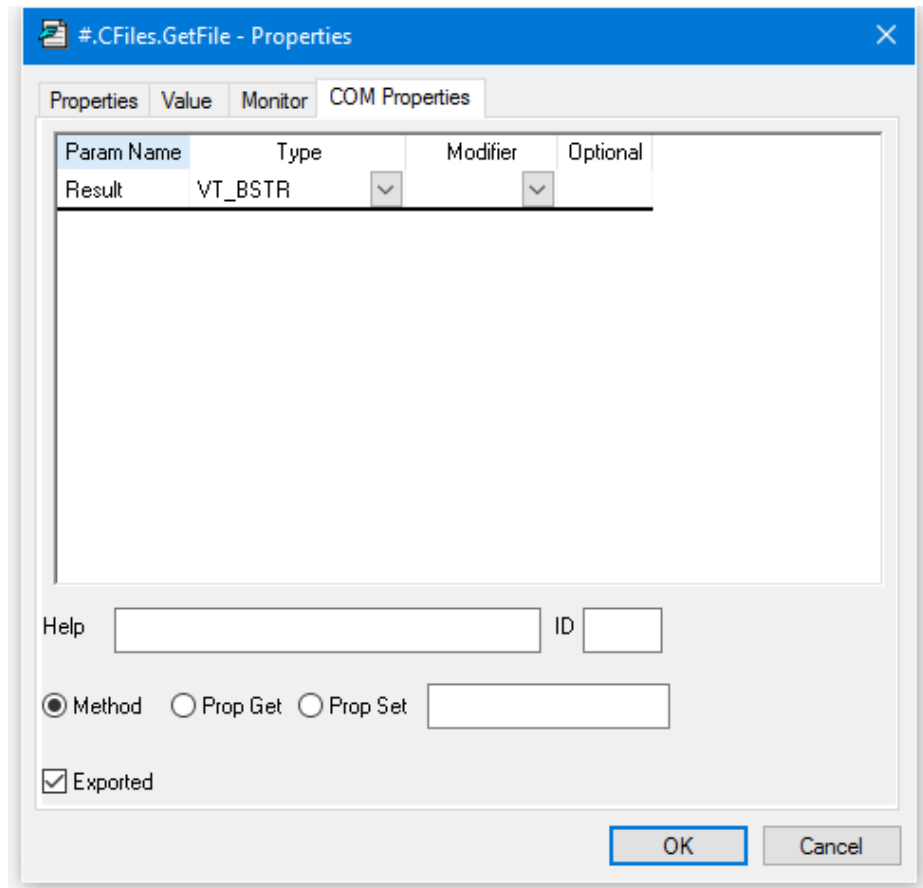 #.CFiles.GetFile - Properties
Properties Value Monitor COM Properties
Param Name Type Modifier Optional
Result VT_BSTR
Help ID
Method Prop Get Prop Set
Exported
OK Cancel